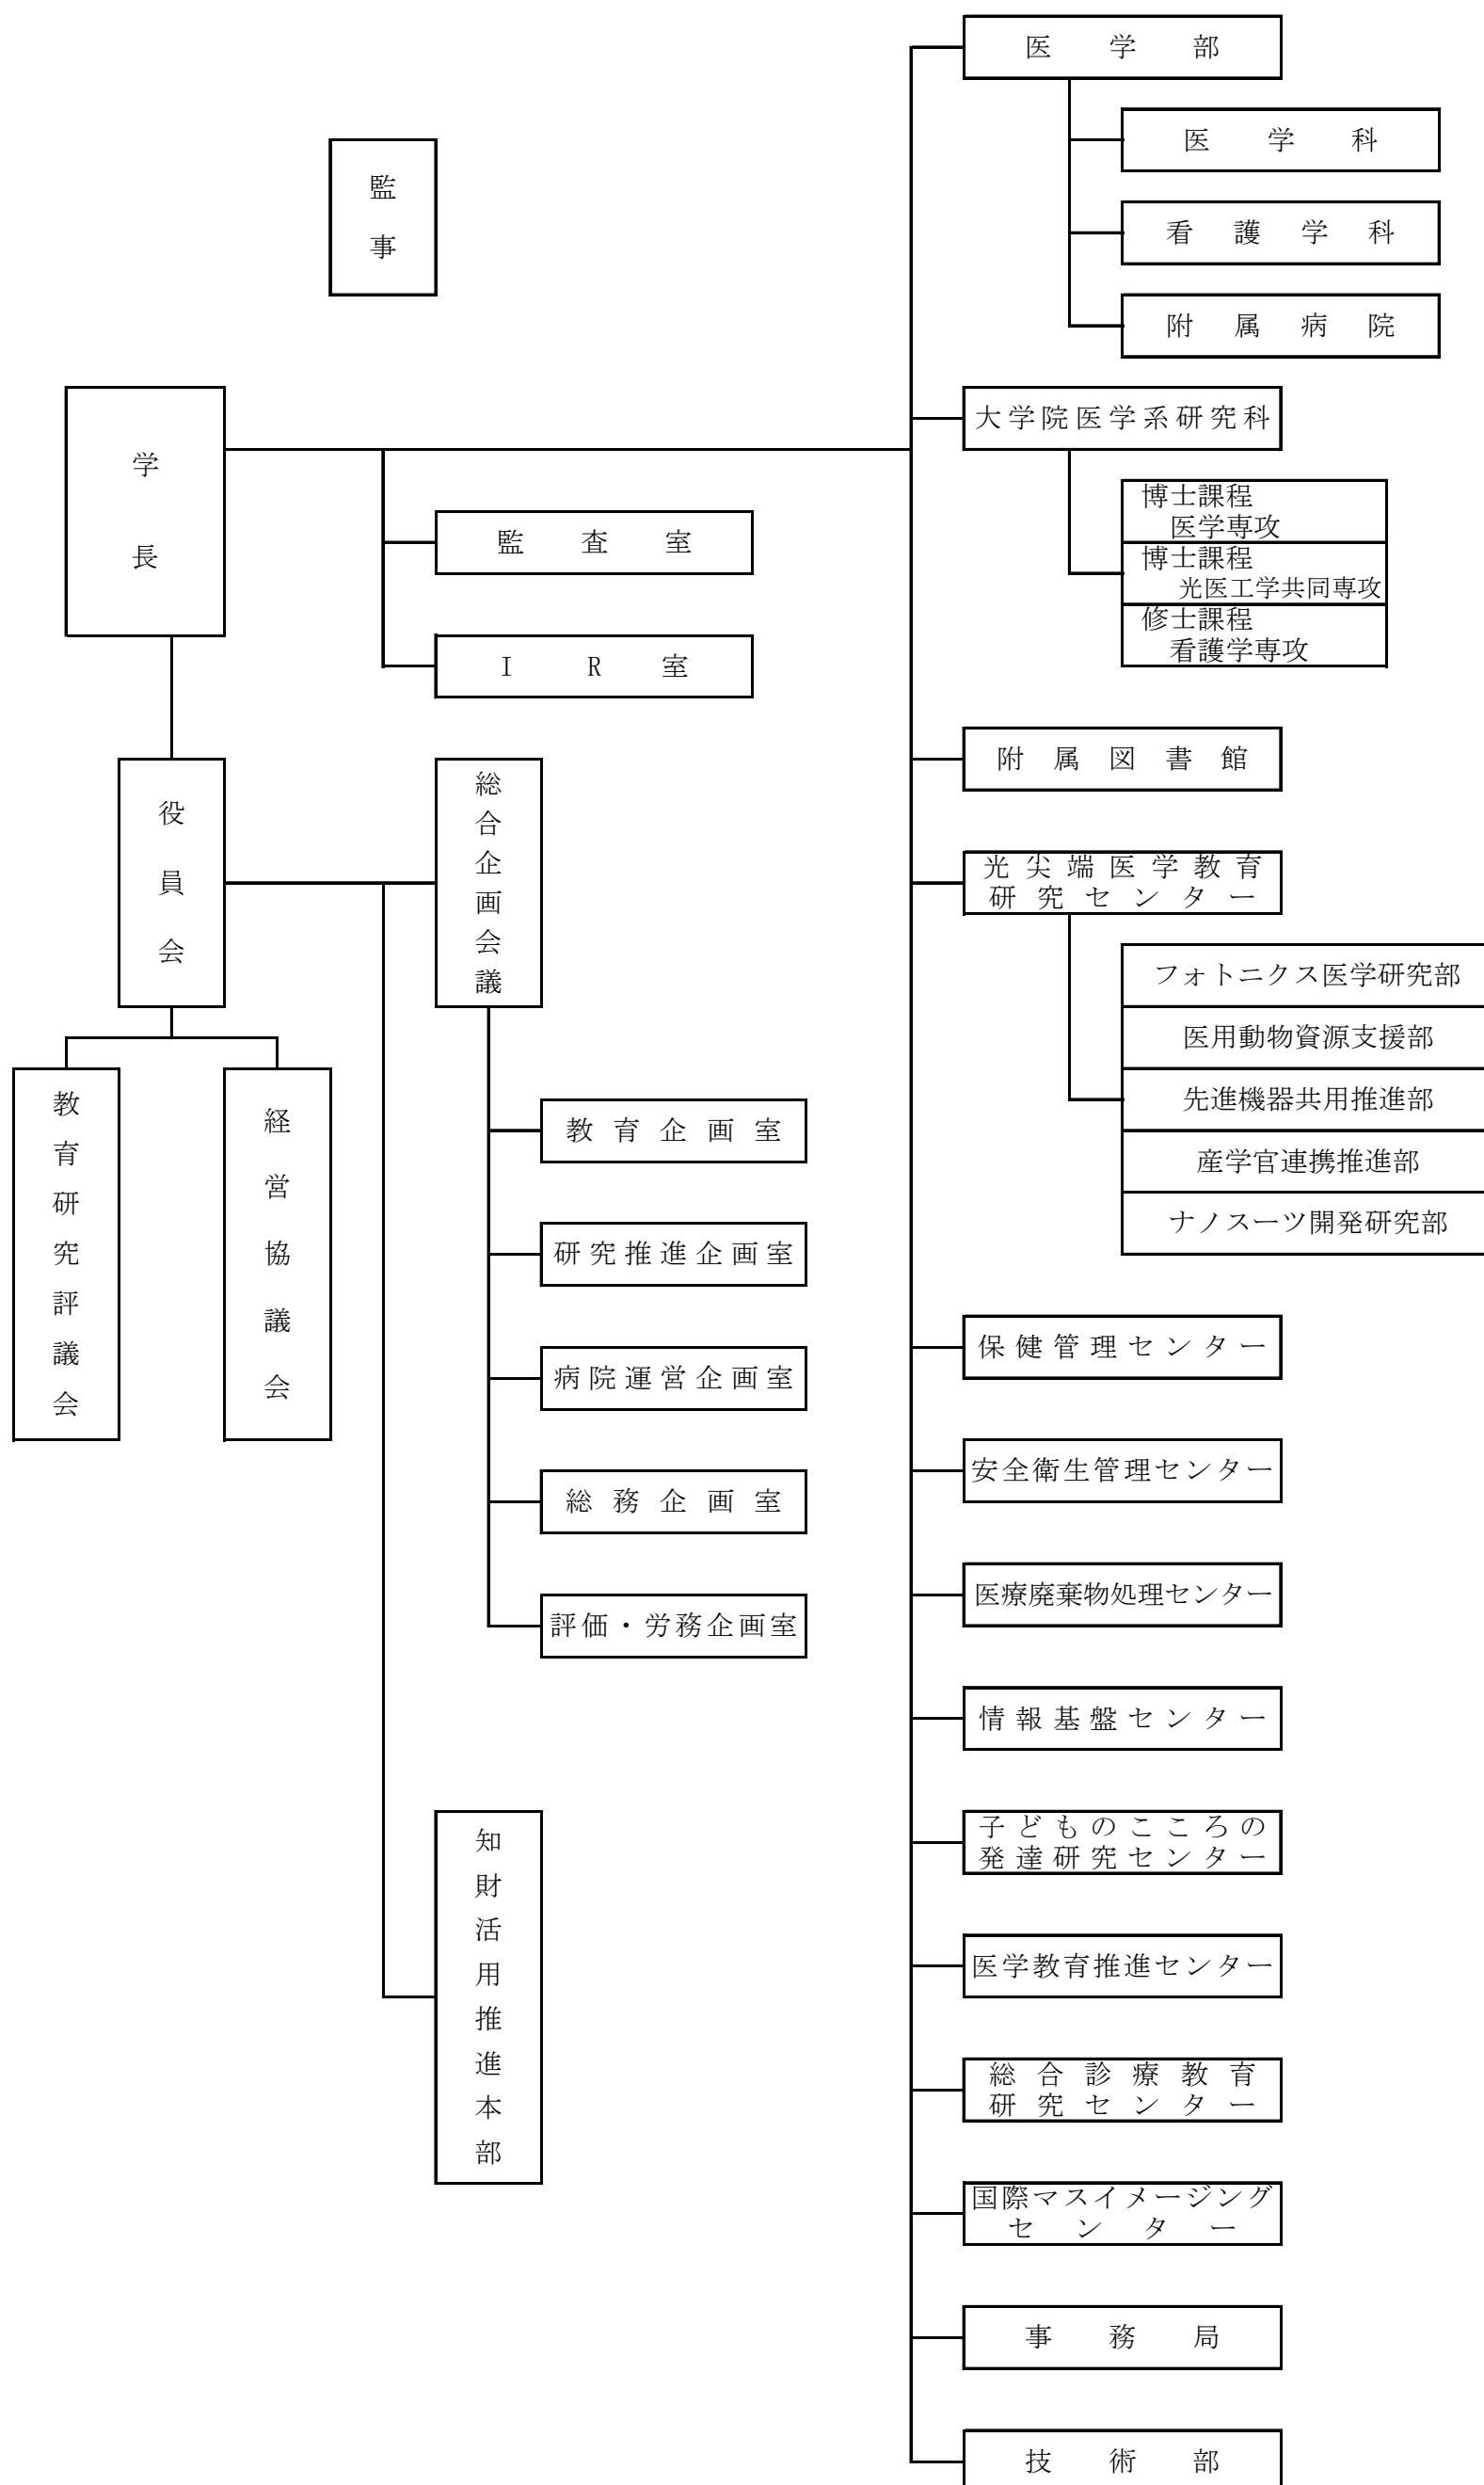 監事
学長
監査室
ＩＲ室
役員会
教育研究評議会
経営協議会
総合企画会議
教育企画室
研究推進企画室
病院運営企画室
総務企画室
評価・労務企画室
知財活用推進本部
医学部
医学科
看護学科
附属病院
大学院医学系研究科
博士課程
医学専攻
博士課程
光医工学共同専攻
修士課程
看護学専攻
附属図書館
光尖端医学教育
研究センター
フォトニクス医学研究部
医用動物資源支援部
先進機器共用推進部
産学官連携推進部
ナノスーツ開発研究部
保健管理センター
安全衛生管理センター
医療廃棄物処理センター
情報基盤センター
子どものこころの
発達研究センター
医学教育推進センター
総合診療教育
研究センター
国際マスイメージング
センター
事務局
技術部